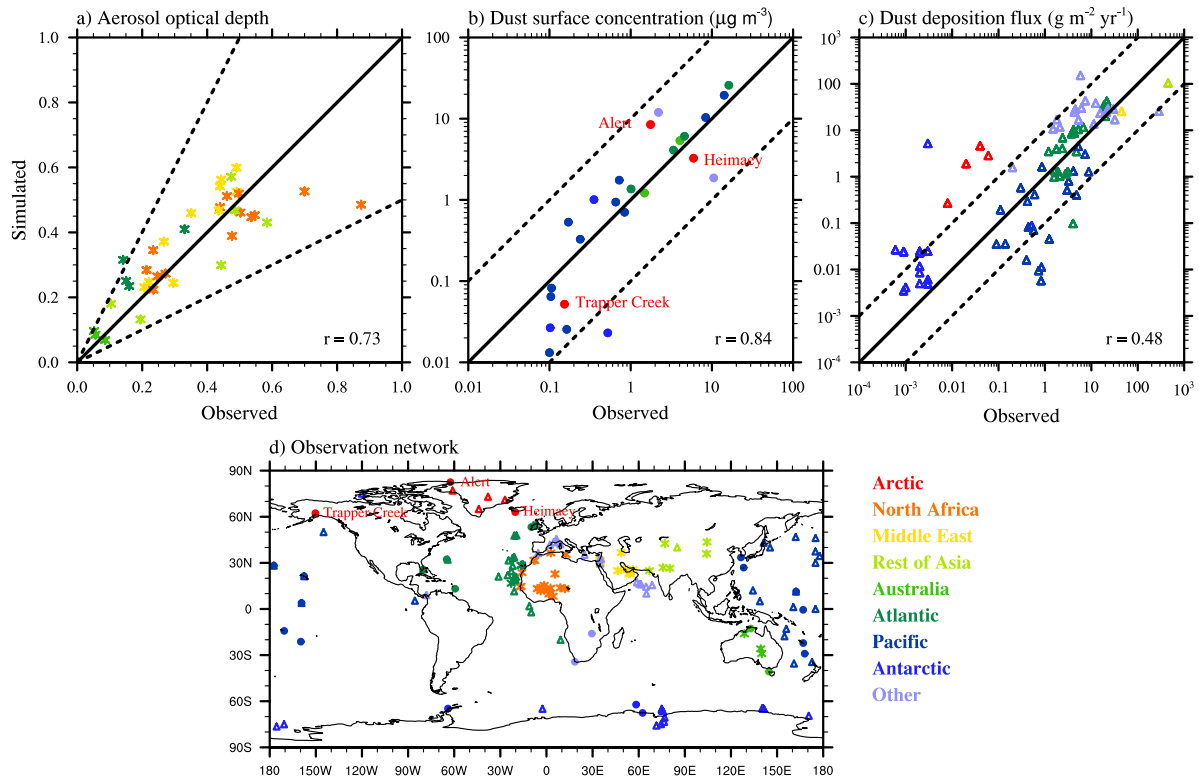 a) Aerosol optical depth
b) Dust surface concentration (μg m⁻³)
c) Dust deposition flux (g m⁻² yr⁻¹)
1.0
0.8
0.6
0.4
0.2
0.0
Simulated
0.0 0.2 0.4 0.6 0.8 1.0
Observed
r = 0.73
100
10
1
0.1
0.01
Alert
Heimaey
Trapper Creek
r = 0.84
0.01 0.1 1 10 100
Observed
10³
100
10
1
0.1
0.01
10⁻³
10⁻⁴
r = 0.48
10⁻⁴ 10⁻³ 0.01 0.1 1 10 100 10³
Observed
d) Observation network
90N
60N
30N
0
30S
60S
90S
Alert
Trapper Creek
Heimaey
180 150W 120W 90W 60W 30W 0 30E 60E 90E 120E 150E 180
Arctic
North Africa
Middle East
Rest of Asia
Australia
Atlantic
Pacific
Antarctic
Other